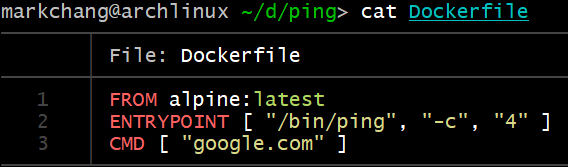 markchang@archlinux ~/d/ping> cat Dockerfile
File: Dockerfile
1 FROM alpine:latest
2 ENTRYPOINT [ "/bin/ping", "-c", "4" ]
3 CMD [ "google.com" ]